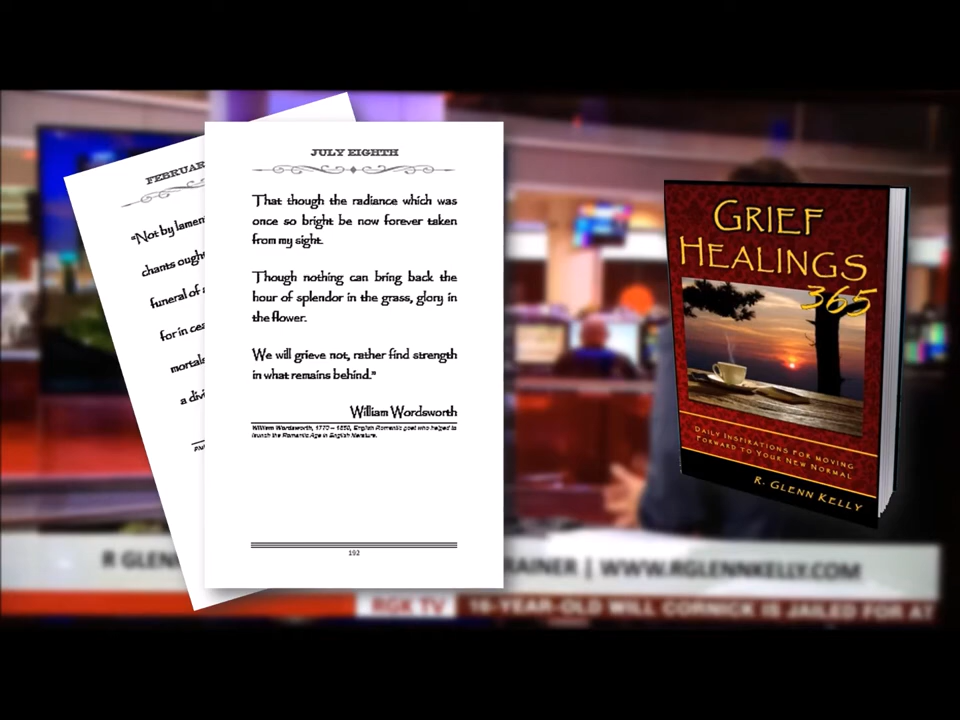 FEBRUAR
"Not by lamen
chants ought
funeral of a
for in cea
mortals
a divi
JULY EIGHTH
That though the radiance which was
once so bright be now forever taken
from my sight.
Though nothing can bring back the
hour of splendor in the grass, glory in
the flower.
We will grieve not, rather find strength
in what remains behind."
William Wordsworth
William Wordsworth, 1770 – 1850, English Romantic poet who helped to
launch the Romantic Age in English literature.
192
GRIEF
HEALINGS
365
DAILY INSPIRATIONS FOR MOVING
FORWARD TO YOUR NEW NORMAL
R. GLENN KELLY
R GLENN
RAINER | WWW.RGLENNKELLY.COM
RGK TV 16-YEAR-OLD WILL CORNICK IS JAILED FOR AT